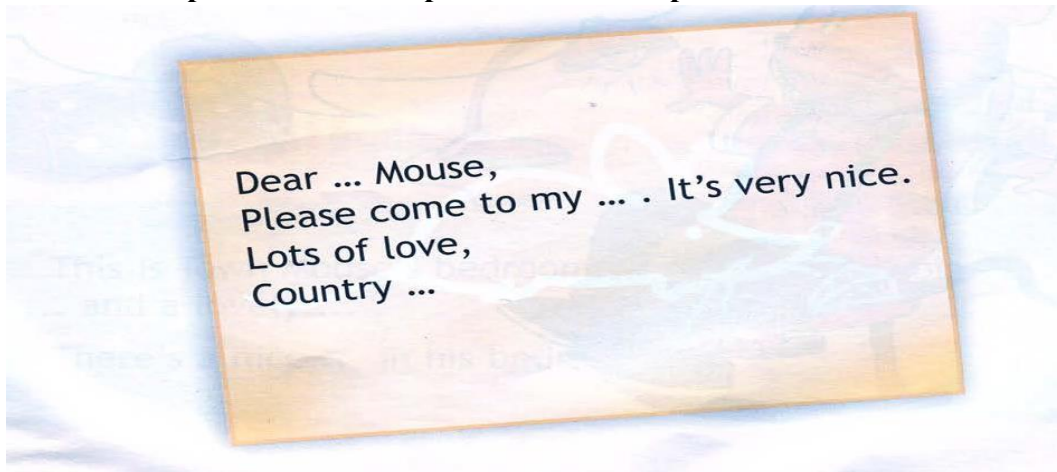 Dear ... Mouse,
Please come to my ... . It's very nice.
Lots of love,
Country ...